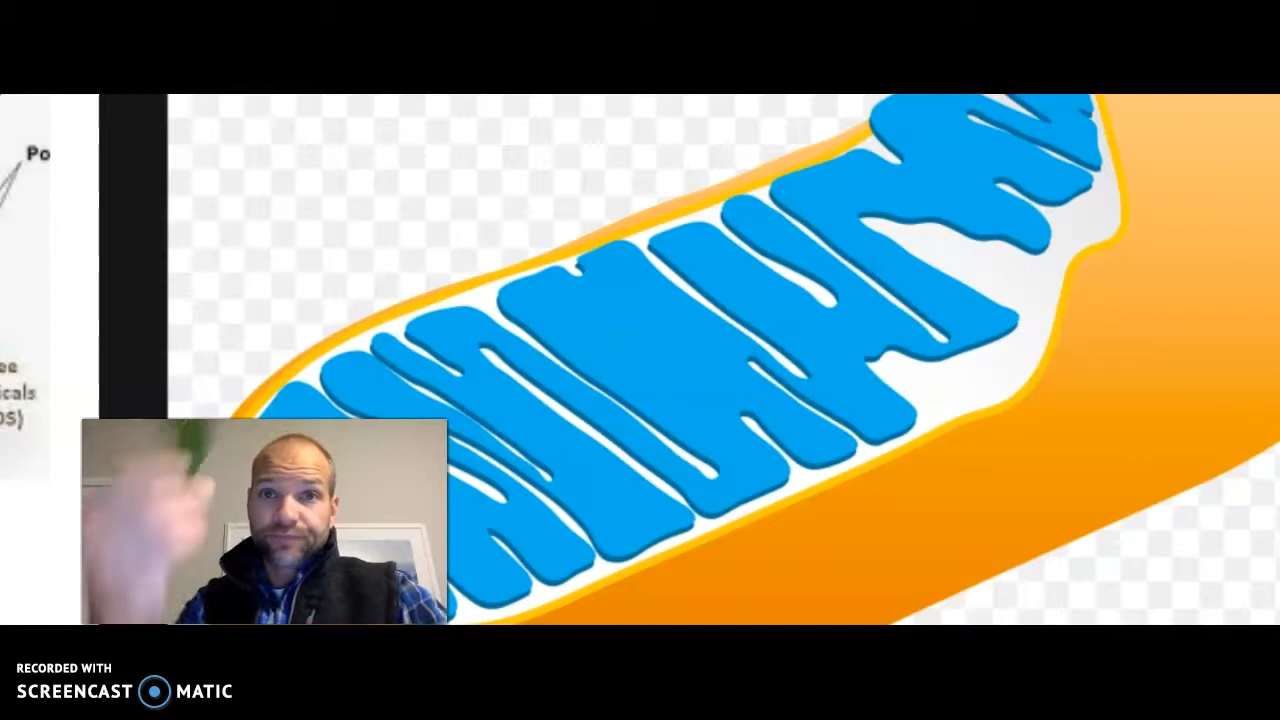 Po
ee
icals
OS)
RECORDED WITH
SCREENCAST MATIC